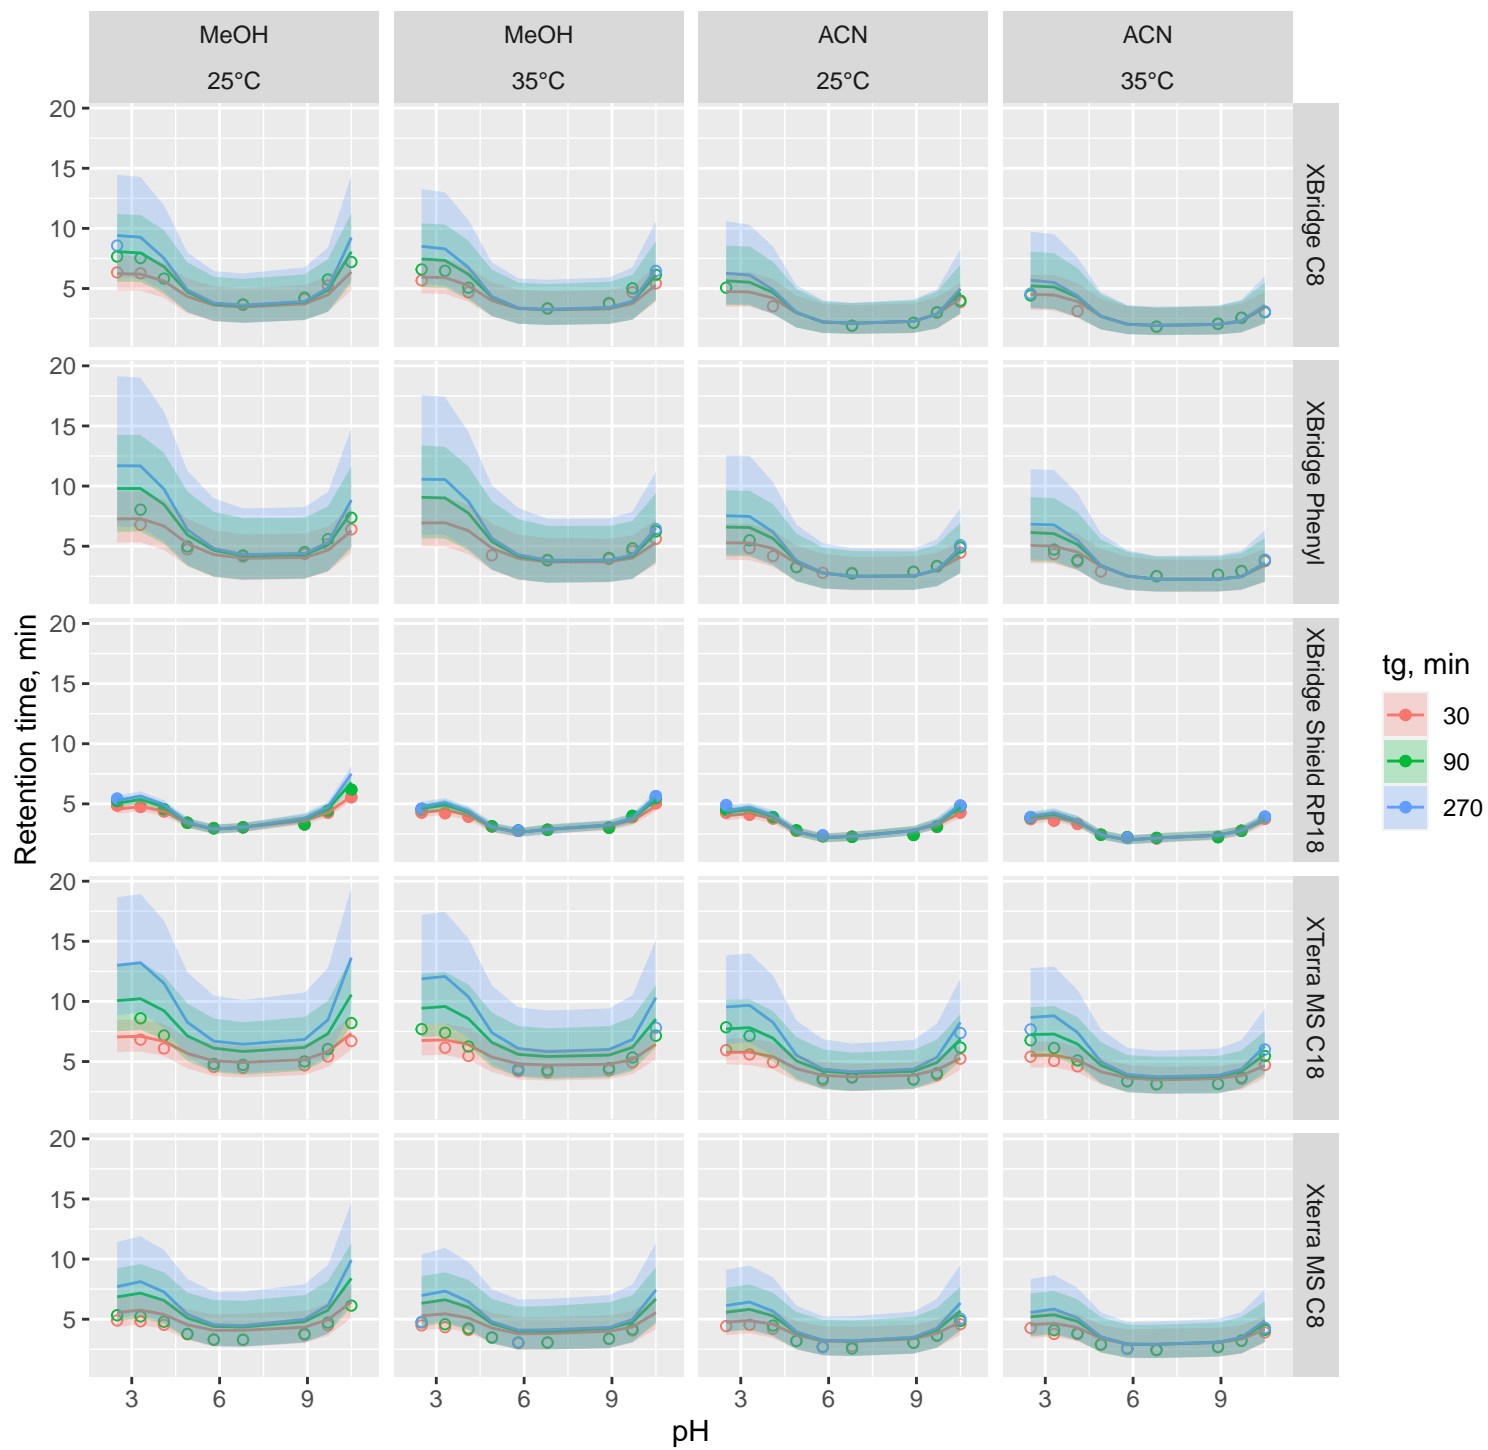 MeOH MeOH ACN ACN
25°C 35°C 25°C 35°C
20
15
10
5
XBridge C8
20
15
10
5
XBridge Phenyl
20
15
10
5
XBridge Shield RP18
20
15
10
5
XTerra MS C18
20
15
10
5
Xterra MS C8
3 6 9 3 6 9 3 6 9 3 6 9
pH
Retention time, min
tg, min
30
90
270